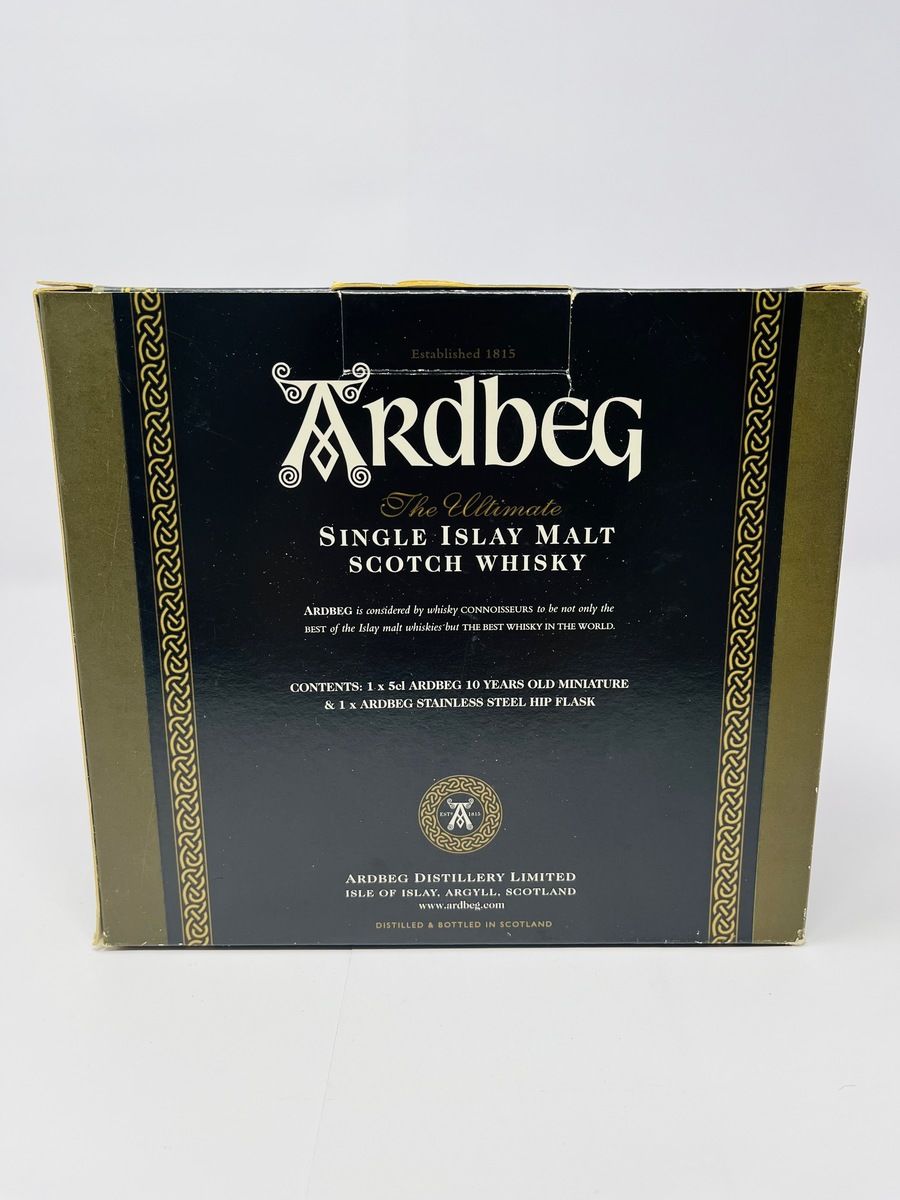 Established 1815
ARDBEG
The Ultimate
SINGLE ISLAY MALT
SCOTCH WHISKY
ARDBEG is considered by whisky CONNOISSEURS to be not only the
BEST of the Islay malt whiskies but THE BEST WHISKY IN THE WORLD.
CONTENTS: 1 x 5cl ARDBEG 10 YEARS OLD MINIATURE
& 1 x ARDBEG STAINLESS STEEL HIP FLASK
ESTD A 1815
ARDBEG DISTILLERY LIMITED
ISLE OF ISLAY, ARGYLL, SCOTLAND
www.ardbeg.com
DISTILLED & BOTTLED IN SCOTLAND